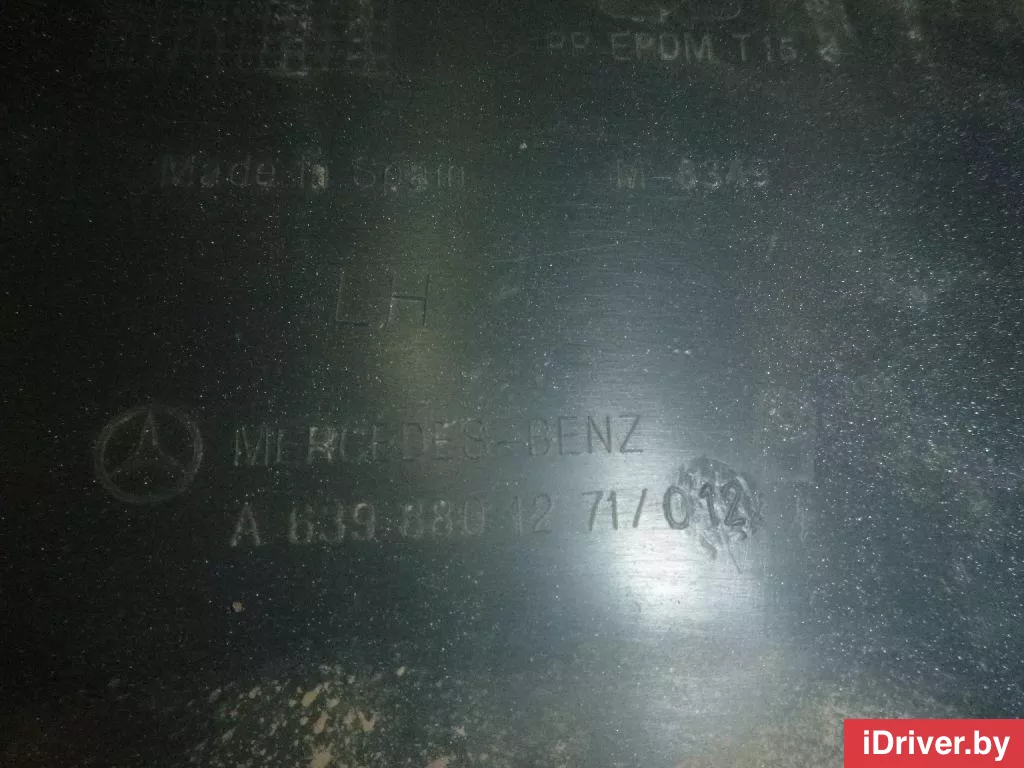 PP EPDM T15
Made in Spain
LH
MERCEDES-BENZ
A 639 880 12 71/012
iDriver.by